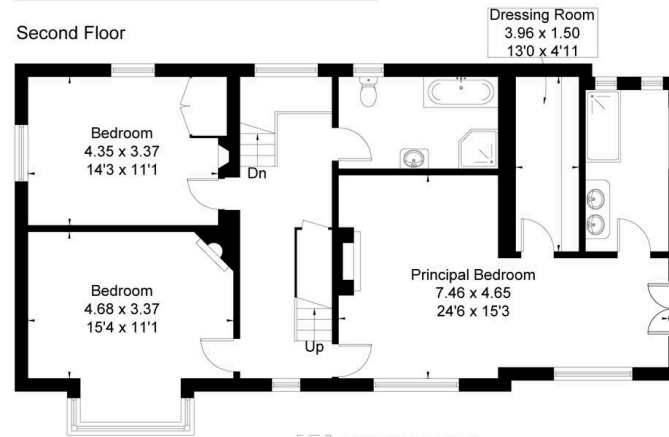 Second Floor
Dressing Room
3.96 x 1.50
13'0 x 4'11
Bedroom
4.35 x 3.37
14'3 x 11'1
Dn
Bedroom
4.68 x 3.37
15'4 x 11'1
Up
Principal Bedroom
7.46 x 4.65
24'6 x 15'3